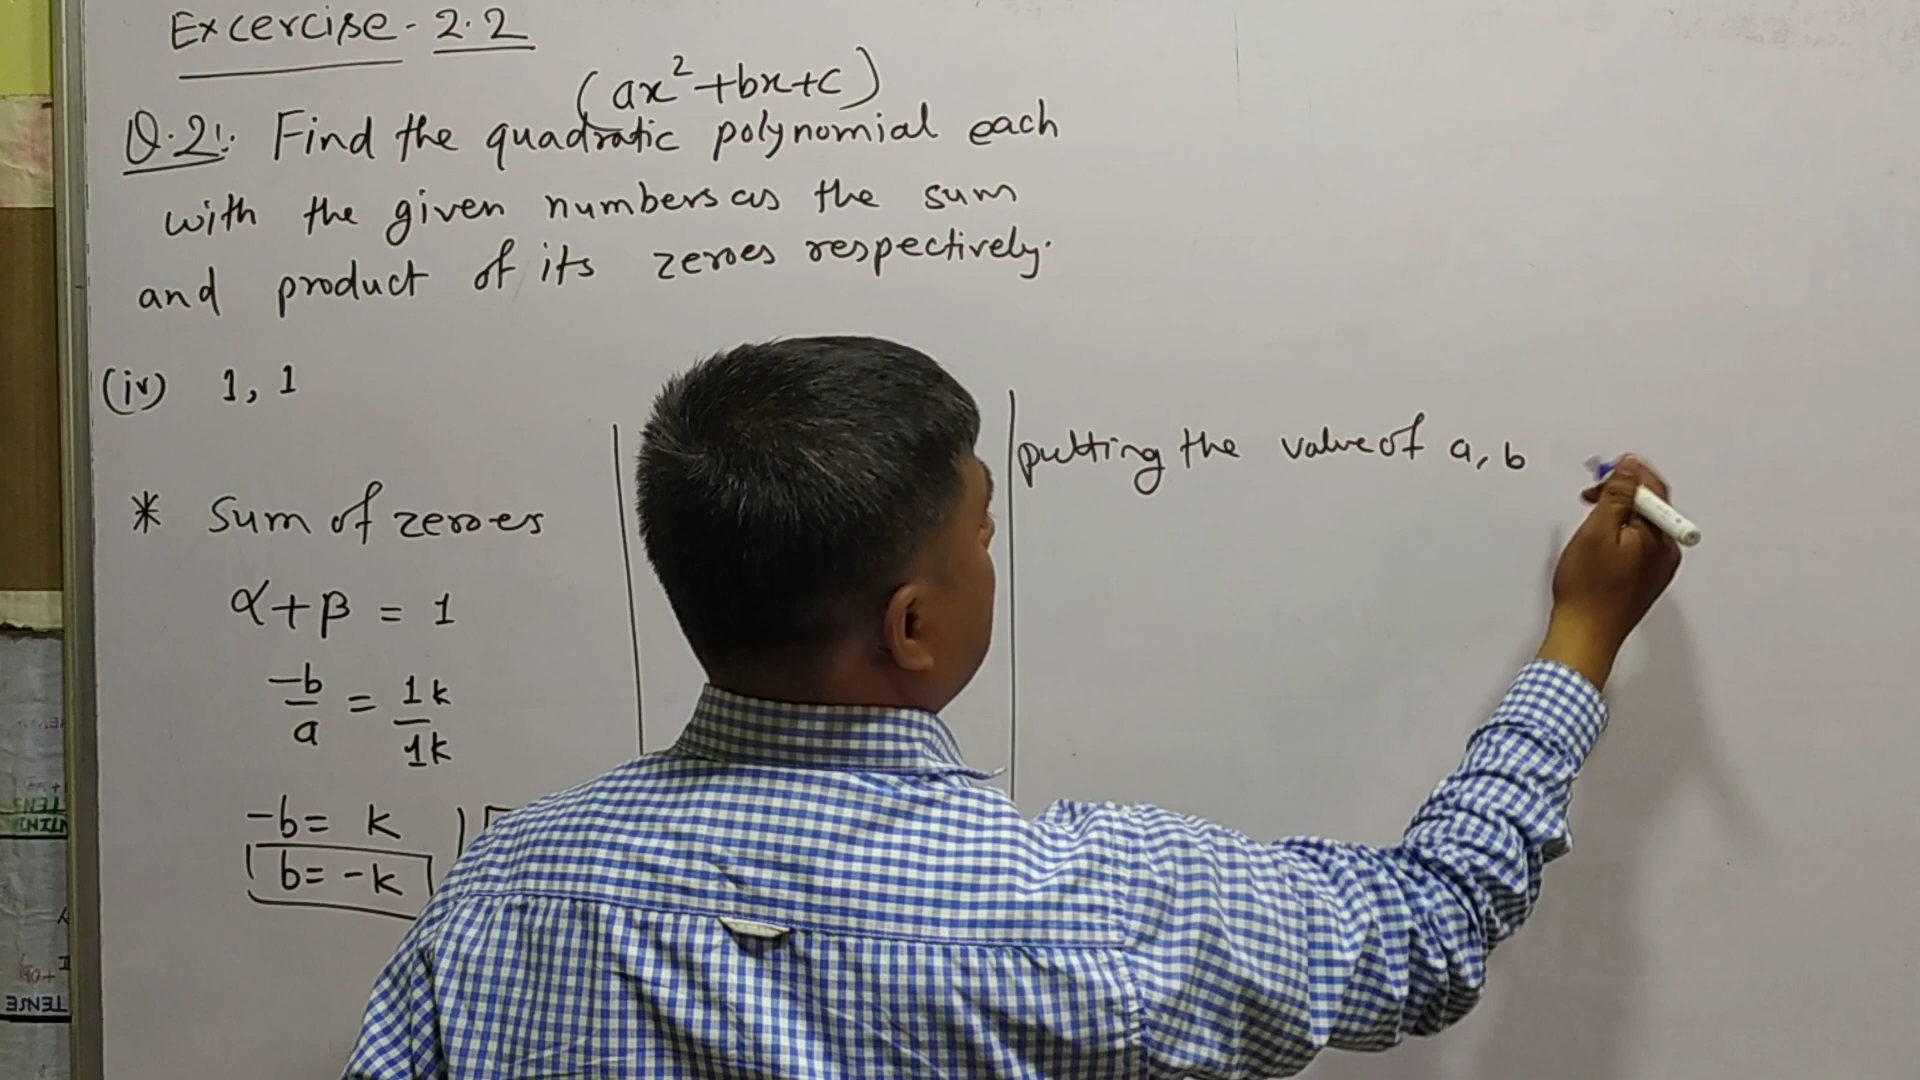 Excercise - 2.2
(ax²+bx+c)
Q.2:. Find the quadratic polynomial each
with the given numbers as the sum
and product of its zeroes respectively.
(iv) 1, 1
* Sum of zeroes
α+β = 1
-b/a = 1k/1k
-b= k
b= -k
putting the value of a, b
TENSE